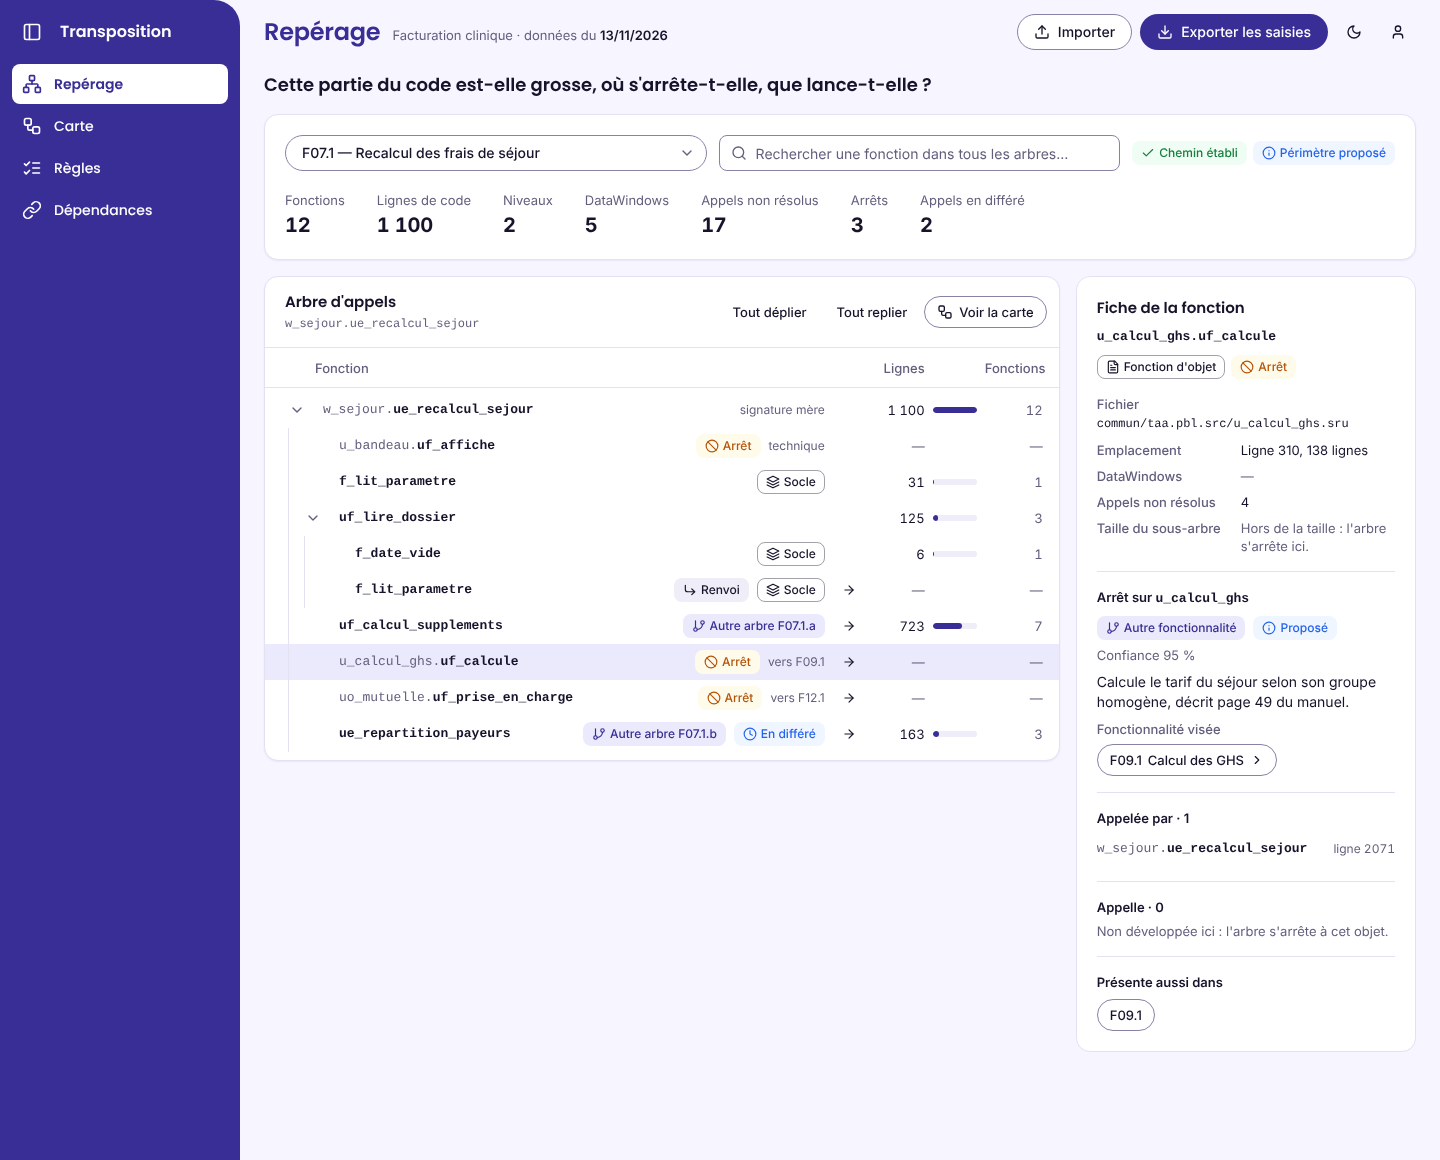 Transposition
Repérage
Carte
Règles
Dépendances
Repérage
Facturation clinique · données du 13/11/2026
Importer
Exporter les saisies
Cette partie du code est-elle grosse, où s'arrête-t-elle, que lance-t-elle ?
F07.1 — Recalcul des frais de séjour
Rechercher une fonction dans tous les arbres…
Chemin établi
Périmètre proposé
Fonctions 12
Lignes de code 1 100
Niveaux 2
DataWindows 5
Appels non résolus 17
Arrêts 3
Appels en différé 2
Arbre d'appels
w_sejour.ue_recalcul_sejour
Tout déplier
Tout replier
Voir la carte
Fonction Lignes Fonctions
w_sejour.ue_recalcul_sejour signature mère 1 100 12
u_bandeau.uf_affiche Arrêt technique — —
f_lit_parametre Socle 31 1
uf_lire_dossier 125 3
f_date_vide Socle 6 1
f_lit_parametre Renvoi Socle → — —
uf_calcul_supplements Autre arbre F07.1.a → 723 7
u_calcul_ghs.uf_calcule Arrêt vers F09.1 → — —
uo_mutuelle.uf_prise_en_charge Arrêt vers F12.1 → — —
ue_repartition_payeurs Autre arbre F07.1.b En différé → 163 3
Fiche de la fonction
u_calcul_ghs.uf_calcule
Fonction d'objet Arrêt
Fichier
commun/taa.pbl.src/u_calcul_ghs.sru
Emplacement Ligne 310, 138 lignes
DataWindows —
Appels non résolus 4
Taille du sous-arbre Hors de la taille : l'arbre
s'arrête ici.
Arrêt sur u_calcul_ghs
Autre fonctionnalité Proposé
Confiance 95 %
Calcule le tarif du séjour selon son groupe
homogène, décrit page 49 du manuel.
Fonctionnalité visée
F09.1 Calcul des GHS
Appelée par · 1
w_sejour.ue_recalcul_sejour ligne 2071
Appelle · 0
Non développée ici : l'arbre s'arrête à cet objet.
Présente aussi dans
F09.1